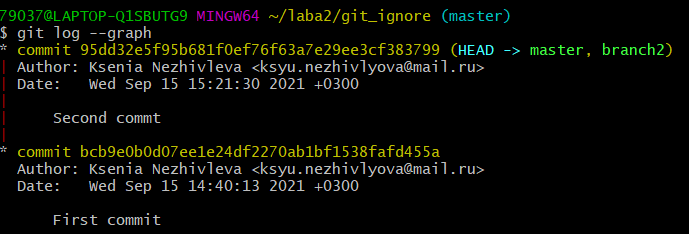 79037@LAPTOP-Q1SBUTG9 MINGW64 ~/laba2/git_ignore (master)
$ git log --graph
* commit 95dd32e5f95b681f0ef76f63a7e29ee3cf383799 (HEAD -> master, branch2)
| Author: Ksenia Nezhivleva <ksyu.nezhivlyova@mail.ru>
| Date:   Wed Sep 15 15:21:30 2021 +0300
|
|     Second commt
|
* commit bcb9e0b0d07ee1e24df2270ab1bf1538fafd455a
  Author: Ksenia Nezhivleva <ksyu.nezhivlyova@mail.ru>
  Date:   Wed Sep 15 14:40:13 2021 +0300
      First commit